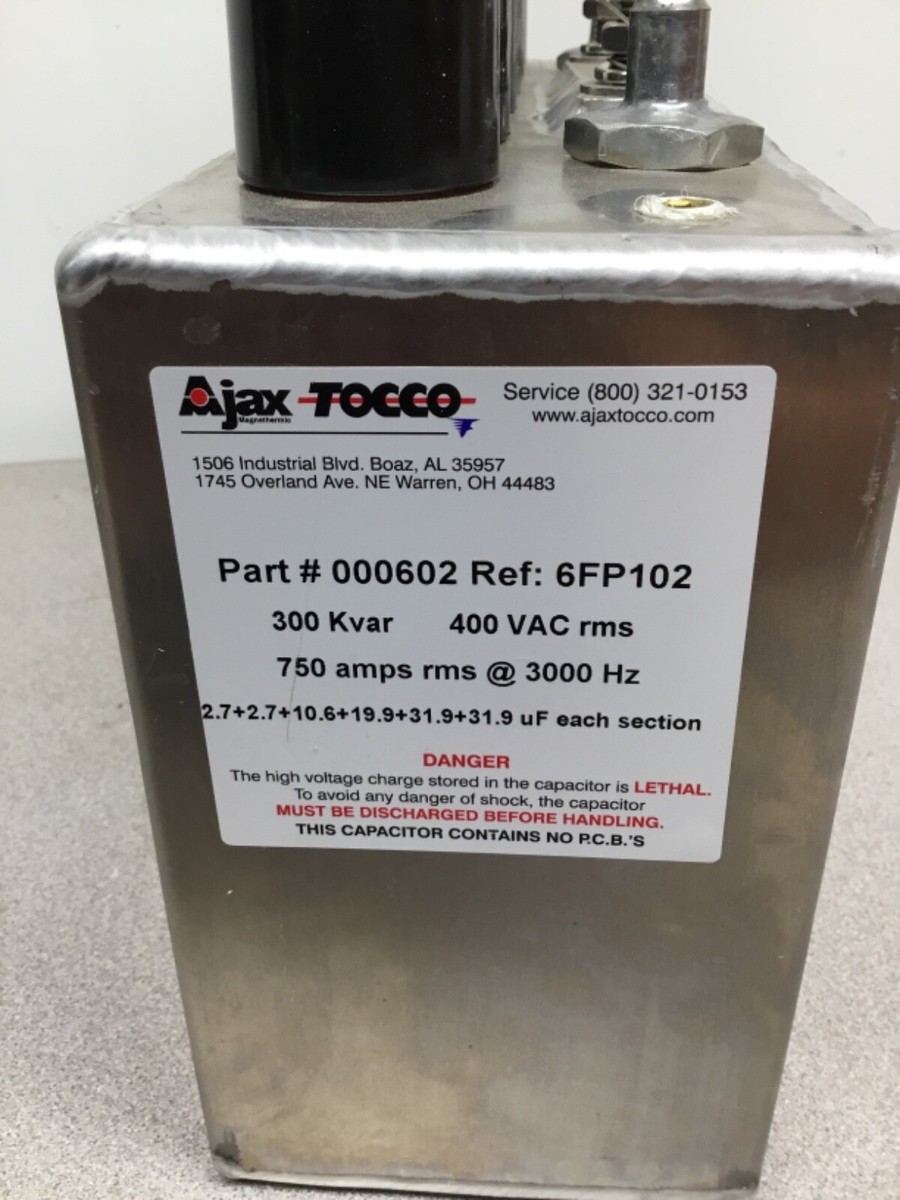 Ajax TOCCO
Magnethermic
Service (800) 321-0153
www.ajaxtocco.com
1506 Industrial Blvd. Boaz, AL 35957
1745 Overland Ave. NE Warren, OH 44483
Part # 000602 Ref: 6FP102
300 Kvar 400 VAC rms
750 amps rms @ 3000 Hz
2.7+2.7+10.6+19.9+31.9+31.9 uF each section
DANGER
The high voltage charge stored in the capacitor is LETHAL.
To avoid any danger of shock, the capacitor
MUST BE DISCHARGED BEFORE HANDLING.
THIS CAPACITOR CONTAINS NO P.C.B.'S